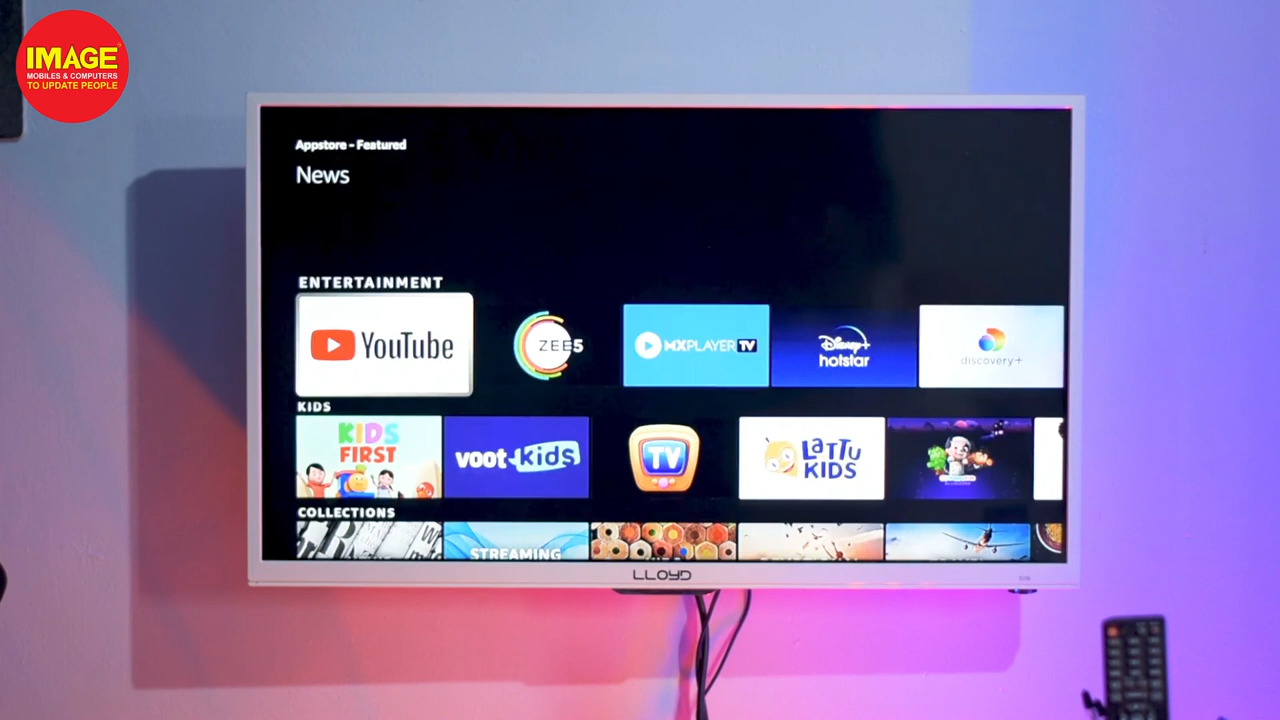 IMAGE
MOBILES & COMPUTERS
TO UPDATE PEOPLE
Appstore - Featured
News
ENTERTAINMENT
YouTube
ZEE5
MXPLAYER TV
Disney+
hotstar
discovery+
KIDS
KIDS
FIRST
voot kids
TV
LaTTU
KIDS
COLLECTIONS
STREAMING
LLOYD